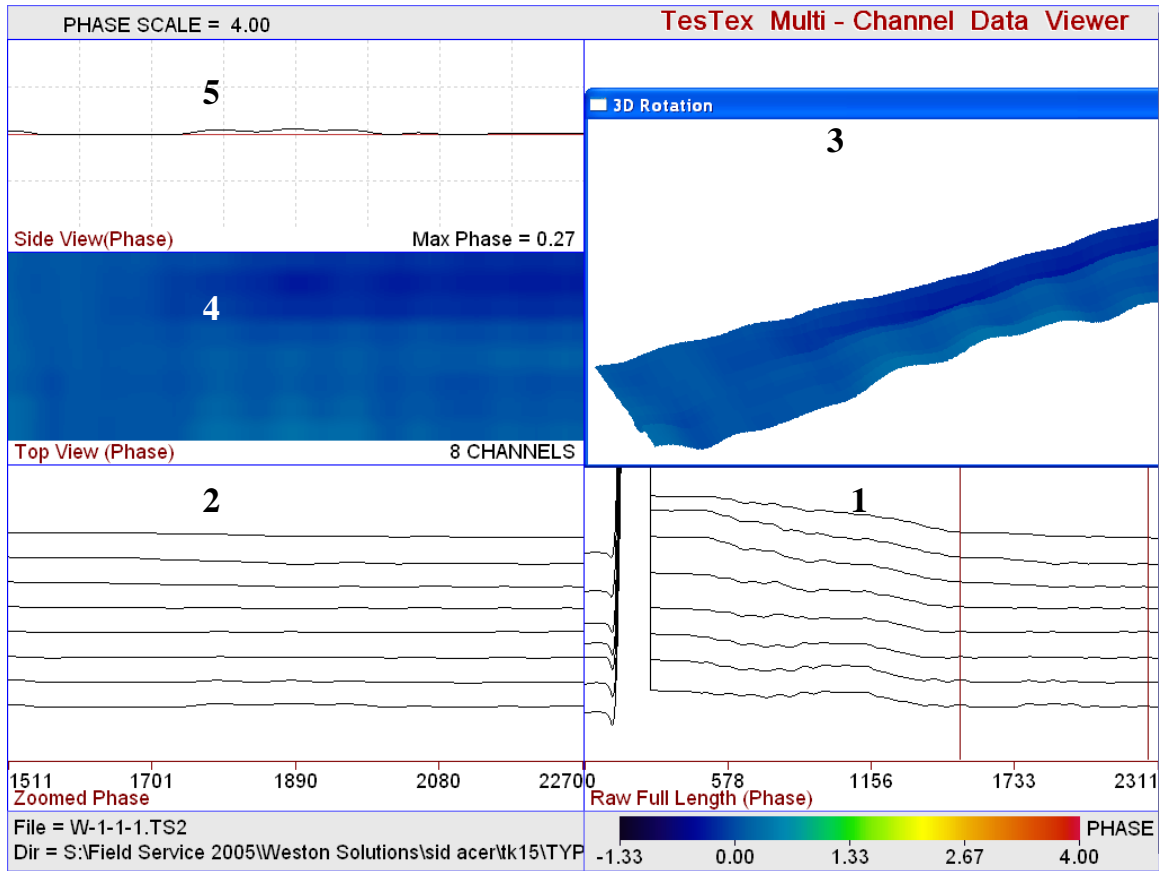 PHASE SCALE = 4.00
TesTex Multi - Channel Data Viewer
5
Side View(Phase)
Max Phase = 0.27
3D Rotation
3
4
Top View (Phase)
8 CHANNELS
2
1
1511 1701 1890 2080 2270
Zoomed Phase
0 578 1156 1733 2311
Raw Full Length (Phase)
File = W-1-1-1.TS2
Dir = S:\Field Service 2005\Weston Solutions\sid acer\tk15\TYP
PHASE
-1.33 0.00 1.33 2.67 4.00